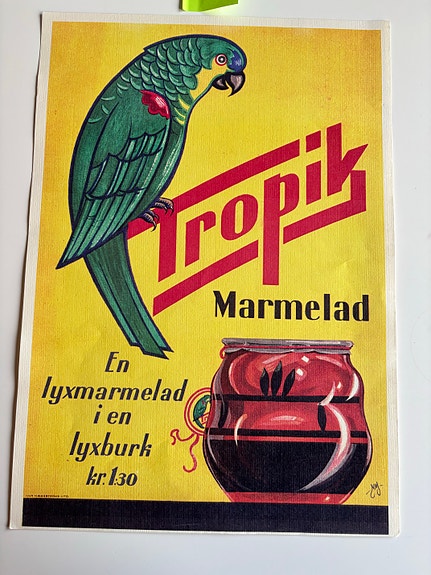 Tropik
Marmelad
En
lyxmarmelad
i en
lyxburk
kr. 1:30